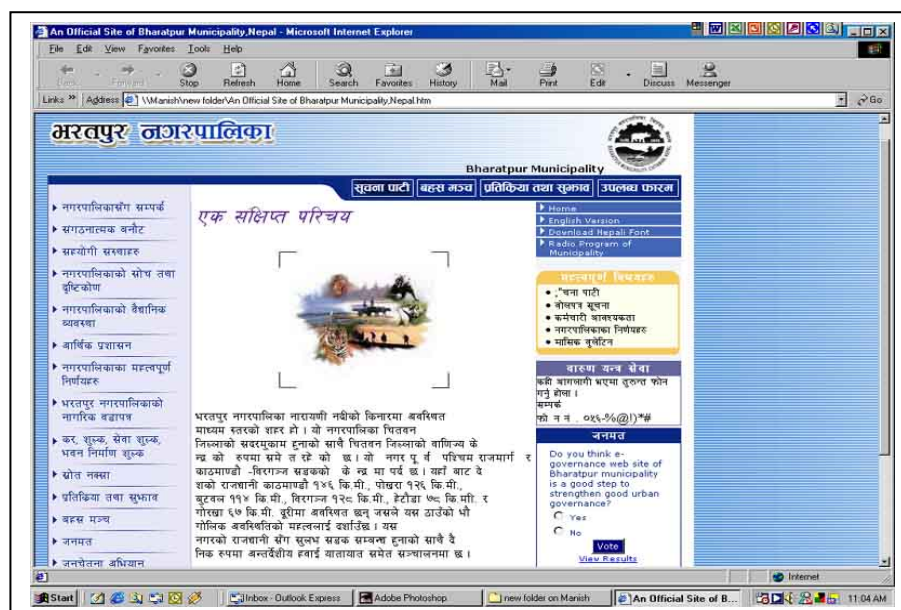 An Official Site of Bharatpur Municipality,Nepal - Microsoft Internet Explorer
File Edit View Favorites Tools Help
Back Forward Stop Refresh Home Search Favorites History Mail Print Edit Discuss Messenger
Links » Address \\Manish\new folder\An Official Site of Bharatpur Municipality,Nepal.htm Go
भरतपुर नगरपालिका
Bharatpur Municipality
सूचना पाटी बहस मञ्च प्रतिक्रिया तथा सुझाव उपलब्ध फारम
नगरपालिकासँग सम्पर्क
संगठनात्मक बनौट
सहयोगी संस्थाहरु
नगरपालिकाको सोच तथा
दृष्टिकोण
नगरपालिकाको वैधानिक
व्यवस्था
आर्थिक प्रशासन
नगरपालिकाका महत्वपूर्ण
निर्णयहरु
भरतपुर नगरपालिकाको
नागरिक वडापत्र
कर, शुल्क, सेवा शुल्क,
भवन निर्माण शुल्क
स्रोत नक्सा
प्रतिक्रिया तथा सुझाव
बहस मञ्च
जनमत
जनचेतना अभियान
एक संक्षिप्त परिचय
भरतपुर नगरपालिका नारायणी नदीको किनारमा अवस्थित
माध्यम स्तरको शहर हो । यो नगरपालिका चितवन
जिल्लाको सदरमुकाम हुनाको साथै चितवन जिल्लाको वाणिज्य के
न्द्र को रुपमा समे त रहे को छ । यो नगर पू र्व पश्चिम राजमार्ग र
काठमाण्डौ -विरगञ्ज सडकको के न्द्र मा पर्द छ । यहाँ बाट दे
शको राजधानी काठमाण्डौ १४६ कि.मी., पोखरा १२६ कि.मी.,
बुटवल ११४ कि.मी., विरगञ्ज १२८ कि.मी., हेटौडा ७८ कि.मी. र
गोरखा ६७ कि.मी. दूरीमा अवस्थित छन् जसले यस ठाउँको भौ
गोलिक अवस्थितिको महत्वलाई दर्शाउँछ । यस
नगरको राजधानी सँग सुलभ सडक सम्बन्ध हुनाको साथै दै
निक रुपमा अन्तर्देशीय हवाई यातायात समेत सञ्चालनमा छ ।
Home
English Version
Download Nepali Font
Radio Program of
Municipality
महत्वपूर्ण विषयहरु
;"चना पाटी
बोलपत्र सूचना
कर्मचारी आवश्यकता
नगरपालिकाका निर्णयहरु
मासिक बुलेटिन
वारुण यन्त्र सेवा
कही आगलागी भएमा तुरुन्त फोन
गर्नु होला ।
सम्पर्क
फो न नं . ०५६-%@!)*#
जनमत
Do you think e-
governance web site of
Bharatpur municipality
is a good step to
strengthen good urban
governance?
Yes
No
Vote
View Results
Internet
Start Inbox - Outlook Express Adobe Photoshop new folder on Manish An Official Site of B... 11:04 AM